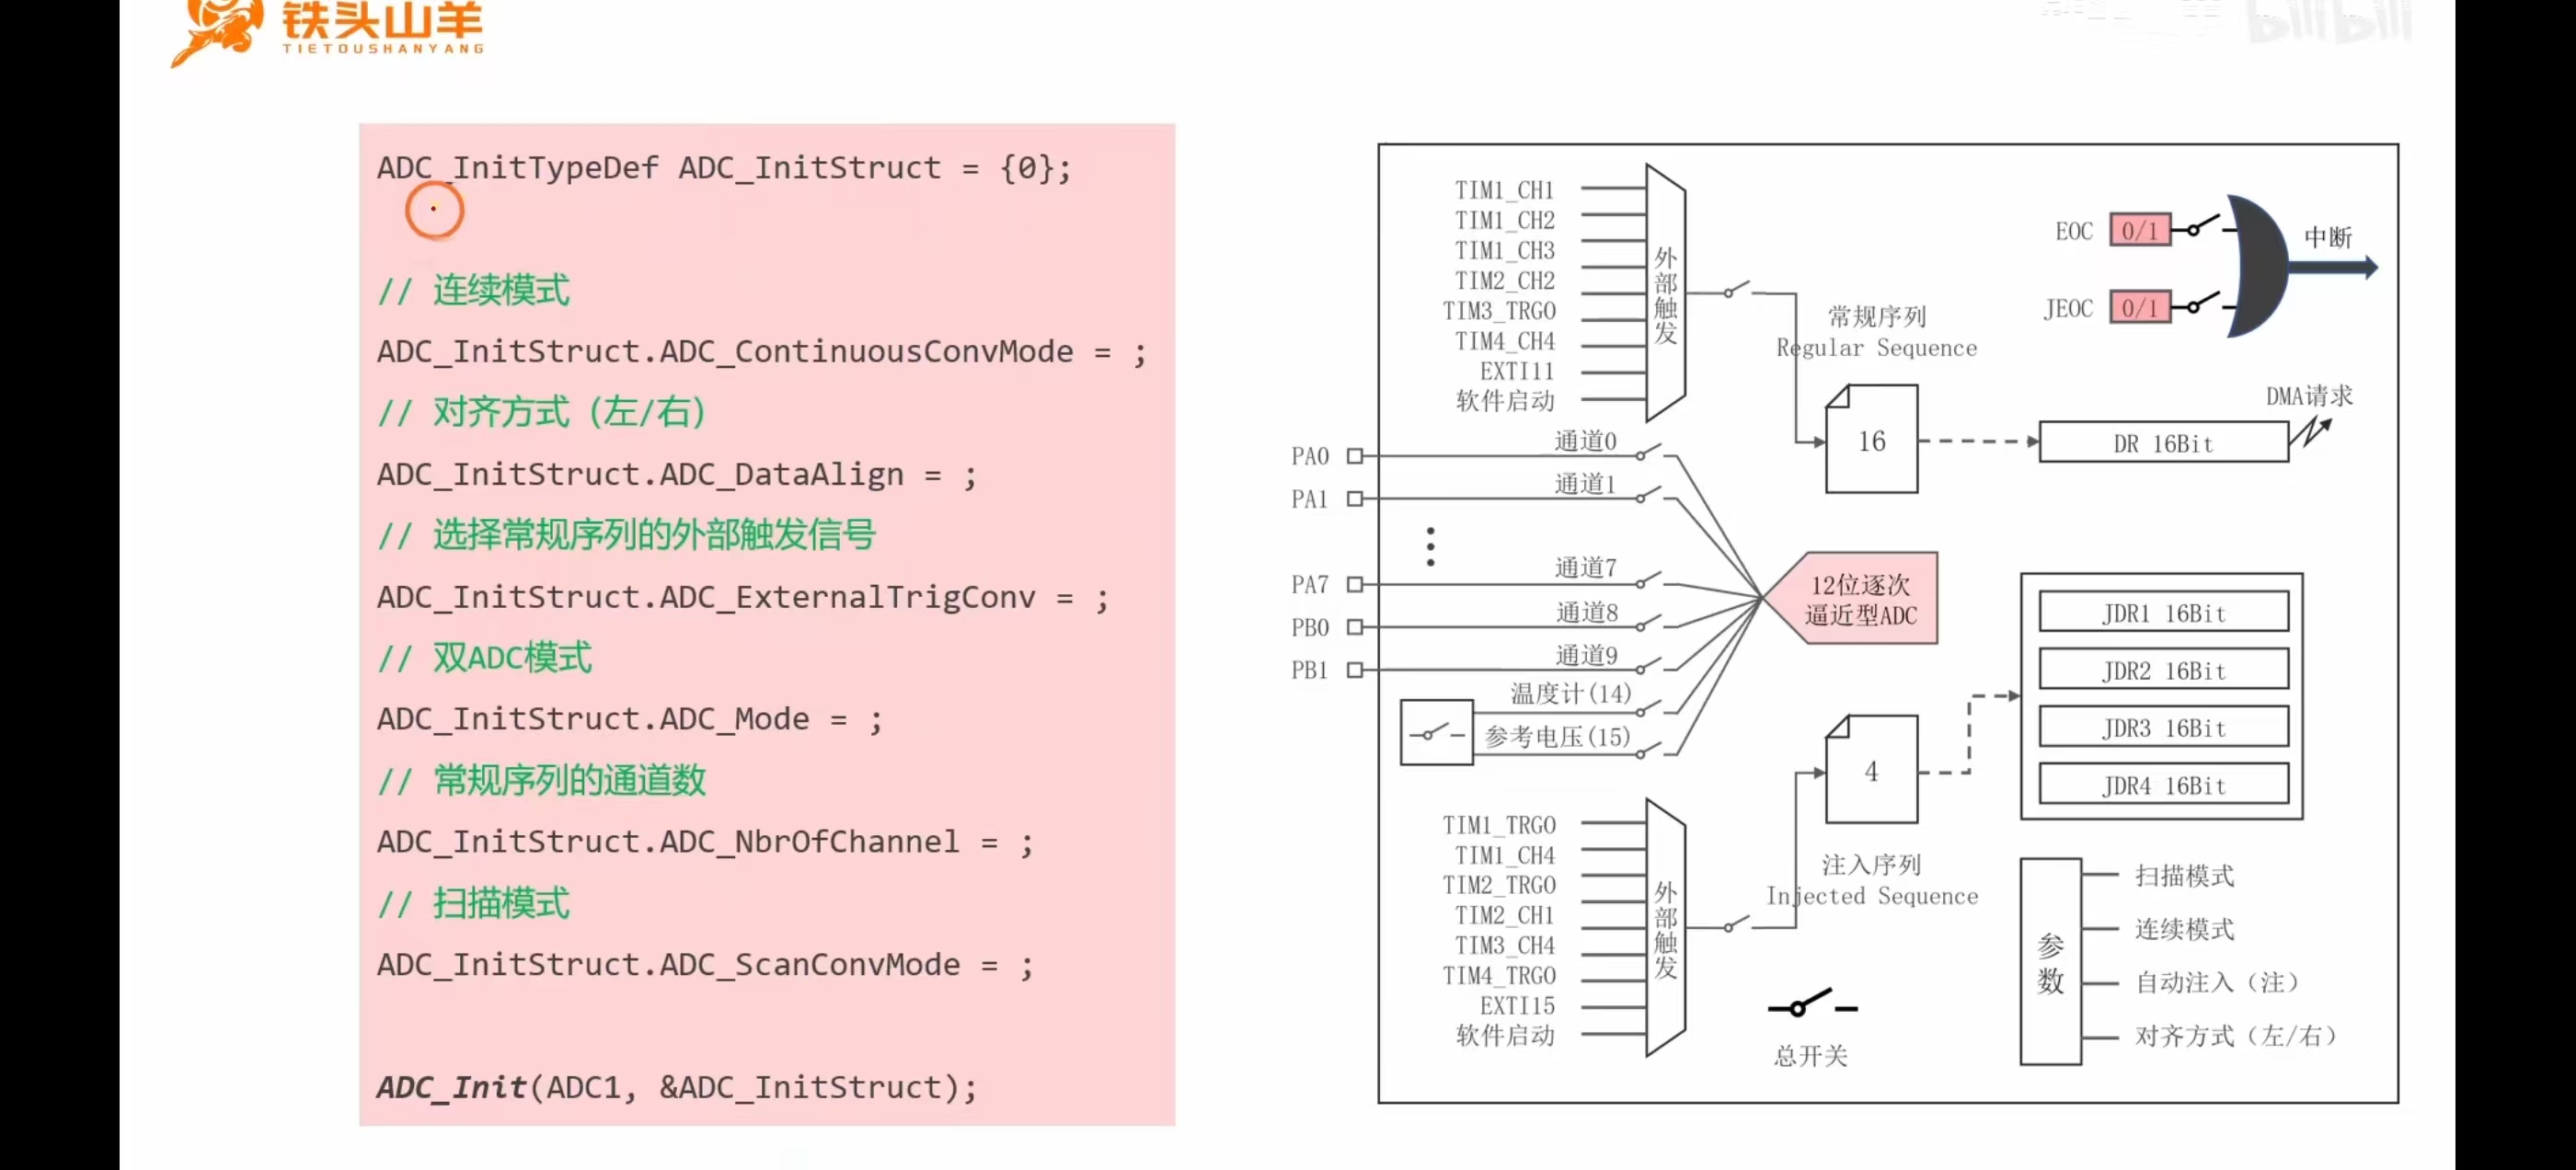 铁头山羊
TIETOUSHANYANG
bilibili
ADC_InitTypeDef ADC_InitStruct = {0};
// 连续模式
ADC_InitStruct.ADC_ContinuousConvMode = ;
// 对齐方式（左/右）
ADC_InitStruct.ADC_DataAlign = ;
// 选择常规序列的外部触发信号
ADC_InitStruct.ADC_ExternalTrigConv = ;
// 双ADC模式
ADC_InitStruct.ADC_Mode = ;
// 常规序列的通道数
ADC_InitStruct.ADC_NbrOfChannel = ;
// 扫描模式
ADC_InitStruct.ADC_ScanConvMode = ;
ADC_Init(ADC1, &ADC_InitStruct);
TIM1_CH1
TIM1_CH2
TIM1_CH3
TIM2_CH2
TIM3_TRGO
TIM4_CH4
EXTI11
软件启动
外部触发
常规序列
Regular Sequence
16
EOC 0/1
JEOC 0/1
中断
DMA请求
DR 16Bit
PA0 通道0
PA1 通道1
PA7 通道7
PB0 通道8
PB1 通道9
温度计(14)
参考电压(15)
12位逐次
逼近型ADC
JDR1 16Bit
JDR2 16Bit
JDR3 16Bit
JDR4 16Bit
4
注入序列
Injected Sequence
TIM1_TRGO
TIM1_CH4
TIM2_TRGO
TIM2_CH1
TIM3_CH4
TIM4_TRGO
EXTI15
软件启动
外部触发
总开关
参数
扫描模式
连续模式
自动注入（注）
对齐方式（左/右）